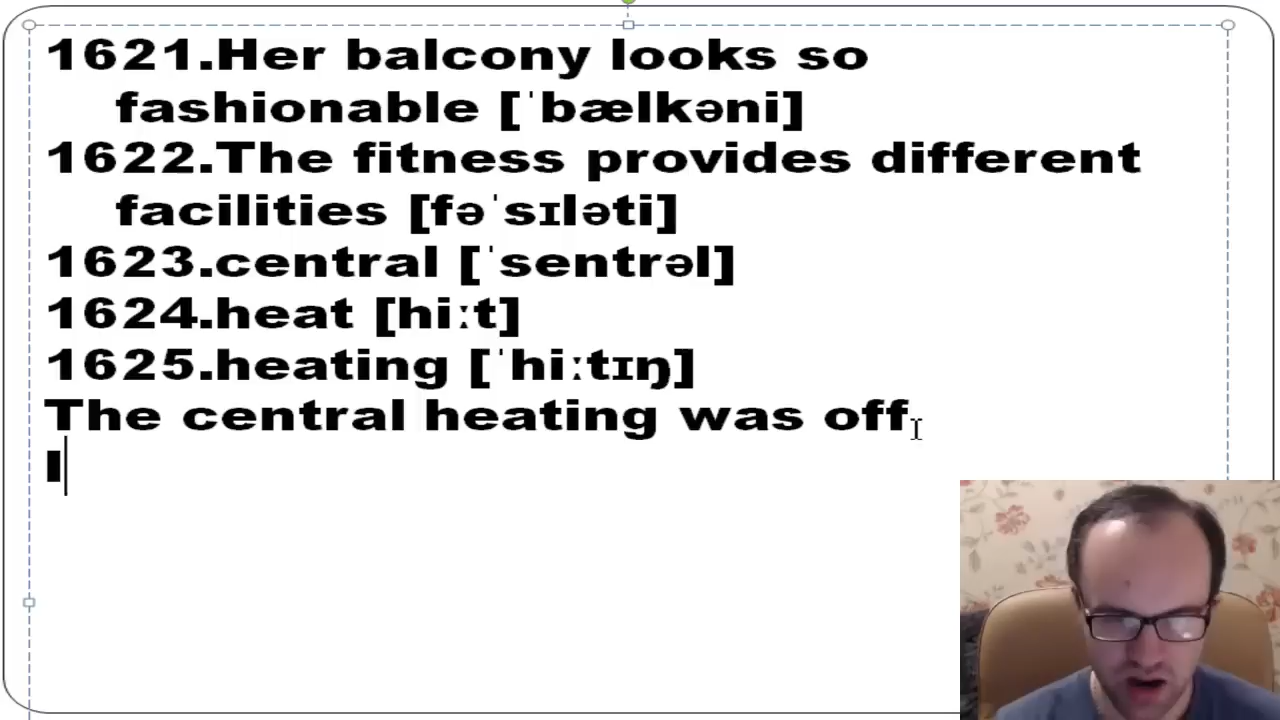 1621.Her balcony looks so
fashionable [ˈbælkəni]
1622.The fitness provides different
facilities [fəˈsɪləti]
1623.central [ˈsentrəl]
1624.heat [hiːt]
1625.heating [ˈhiːtɪŋ]
The central heating was off
I